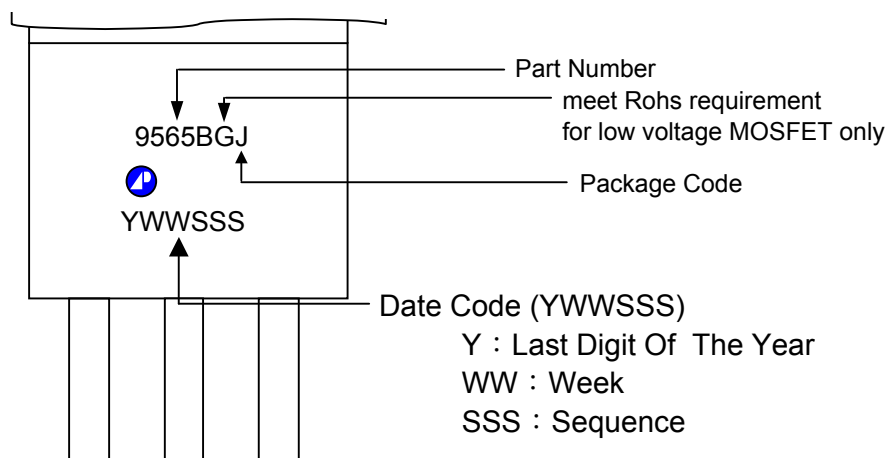 Part Number
meet Rohs requirement
for low voltage MOSFET only
9565BGJ
Package Code
YWWSSS
Date Code (YWWSSS)
Y：Last Digit Of The Year
WW：Week
SSS：Sequence